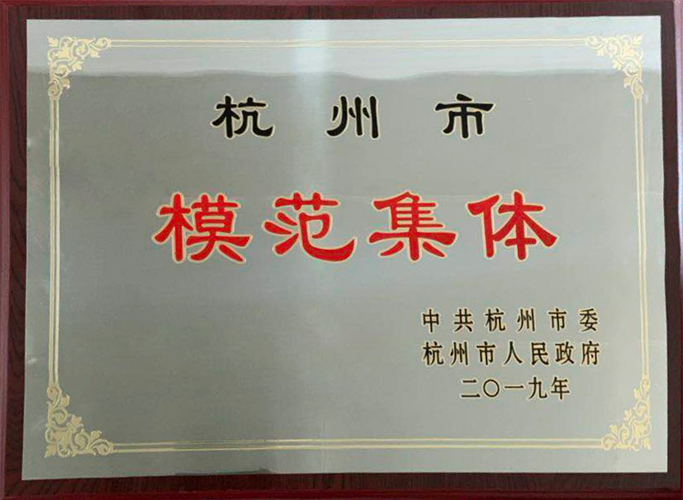 杭州市
模范集体
中共杭州市委
杭州市人民政府
二〇一九年